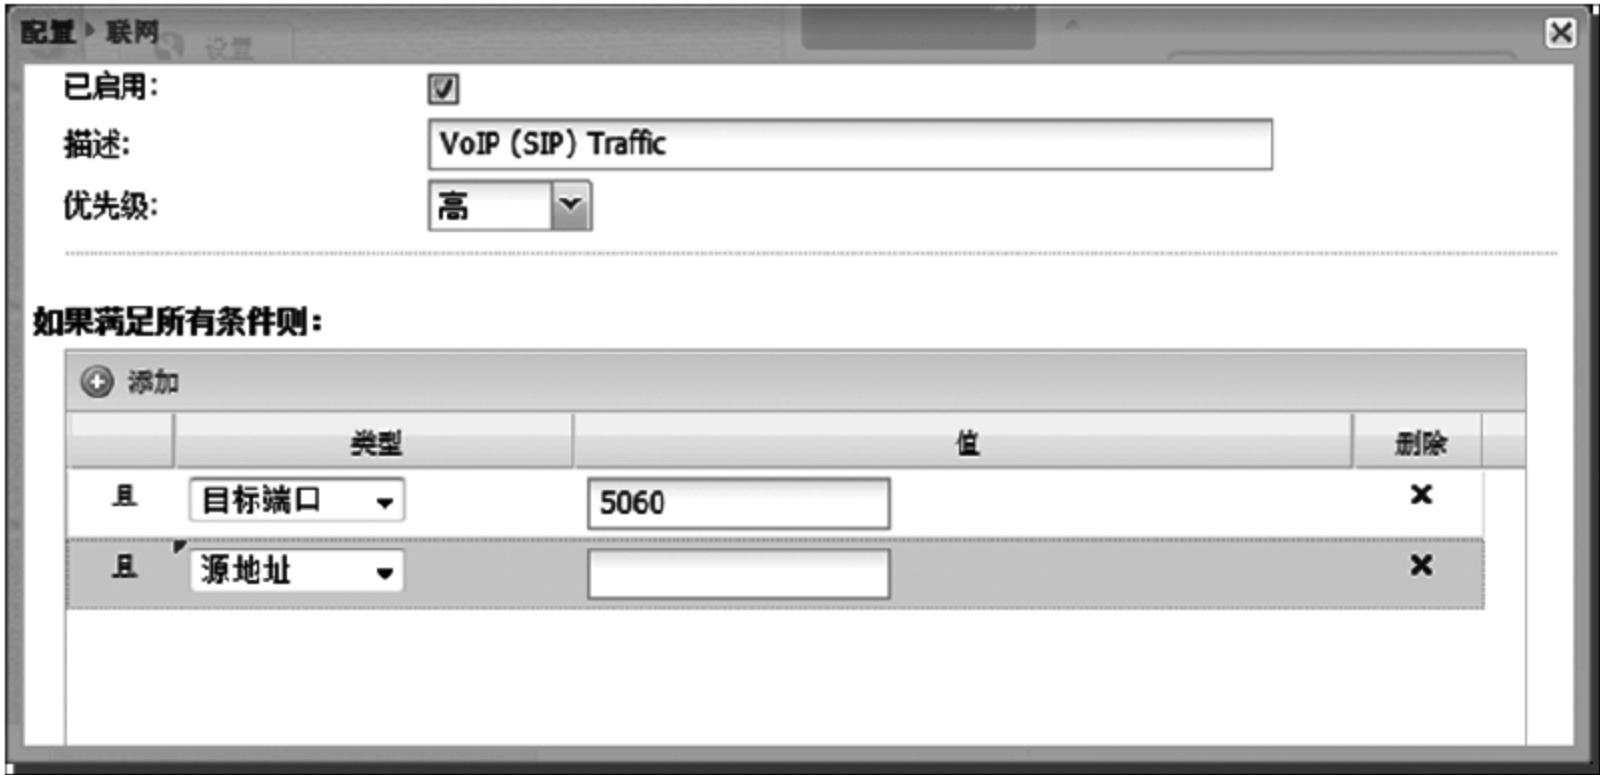 配置 联网
设置
已启用:
描述: VoIP (SIP) Traffic
优先级: 高
如果满足所有条件则:
添加
类型 值 删除
且 目标端口 5060
且 源地址